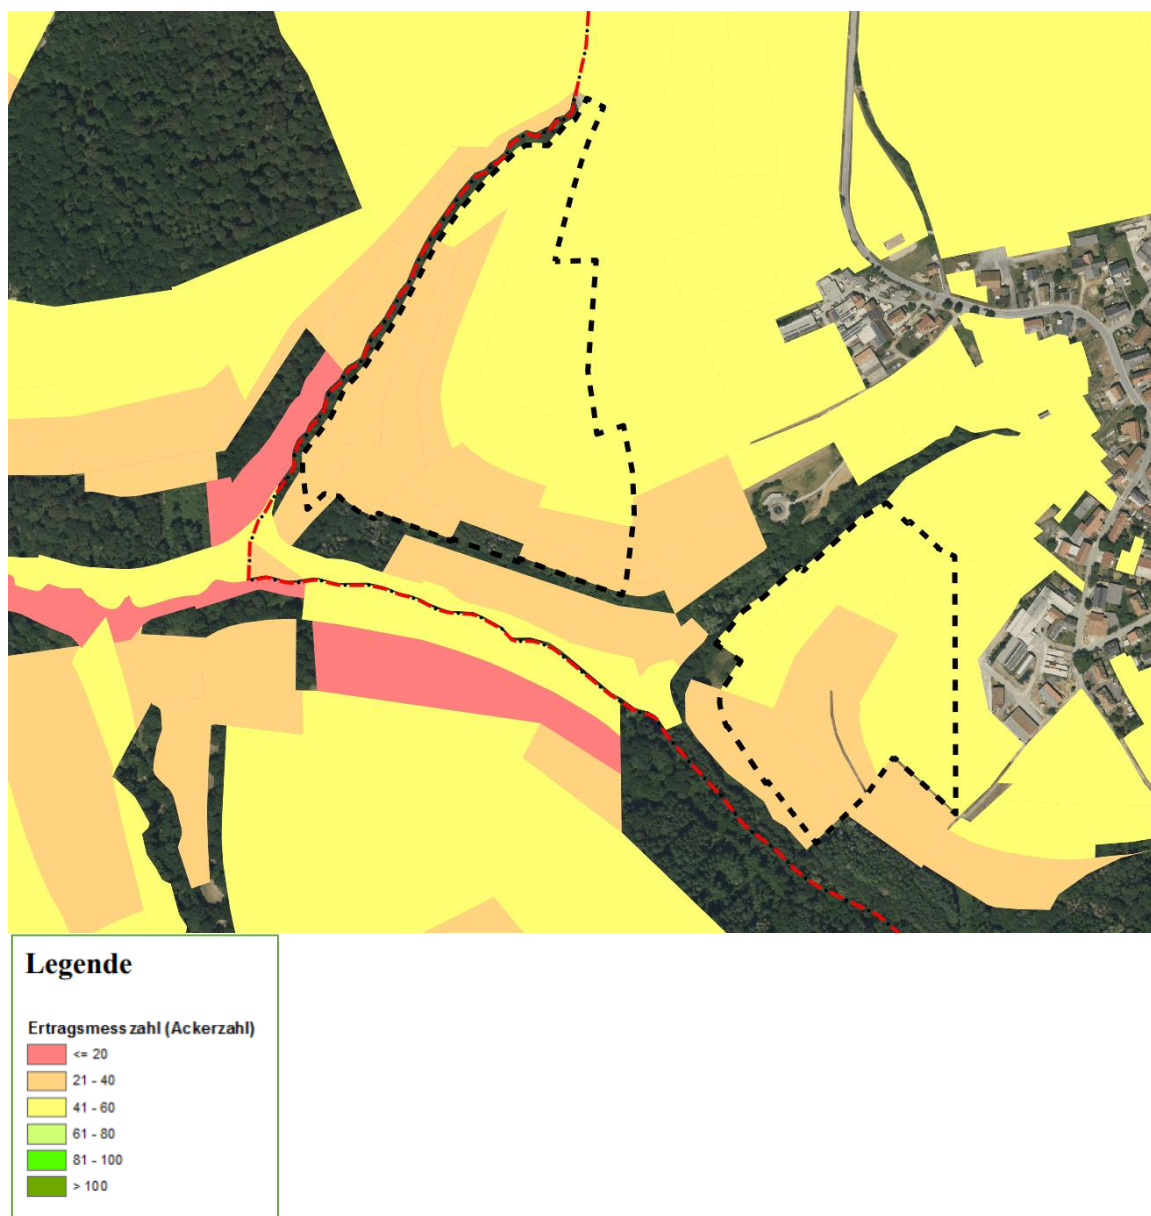 Legende
Ertragsmesszahl (Ackerzahl)
<= 20
21 - 40
41 - 60
61 - 80
81 - 100
> 100